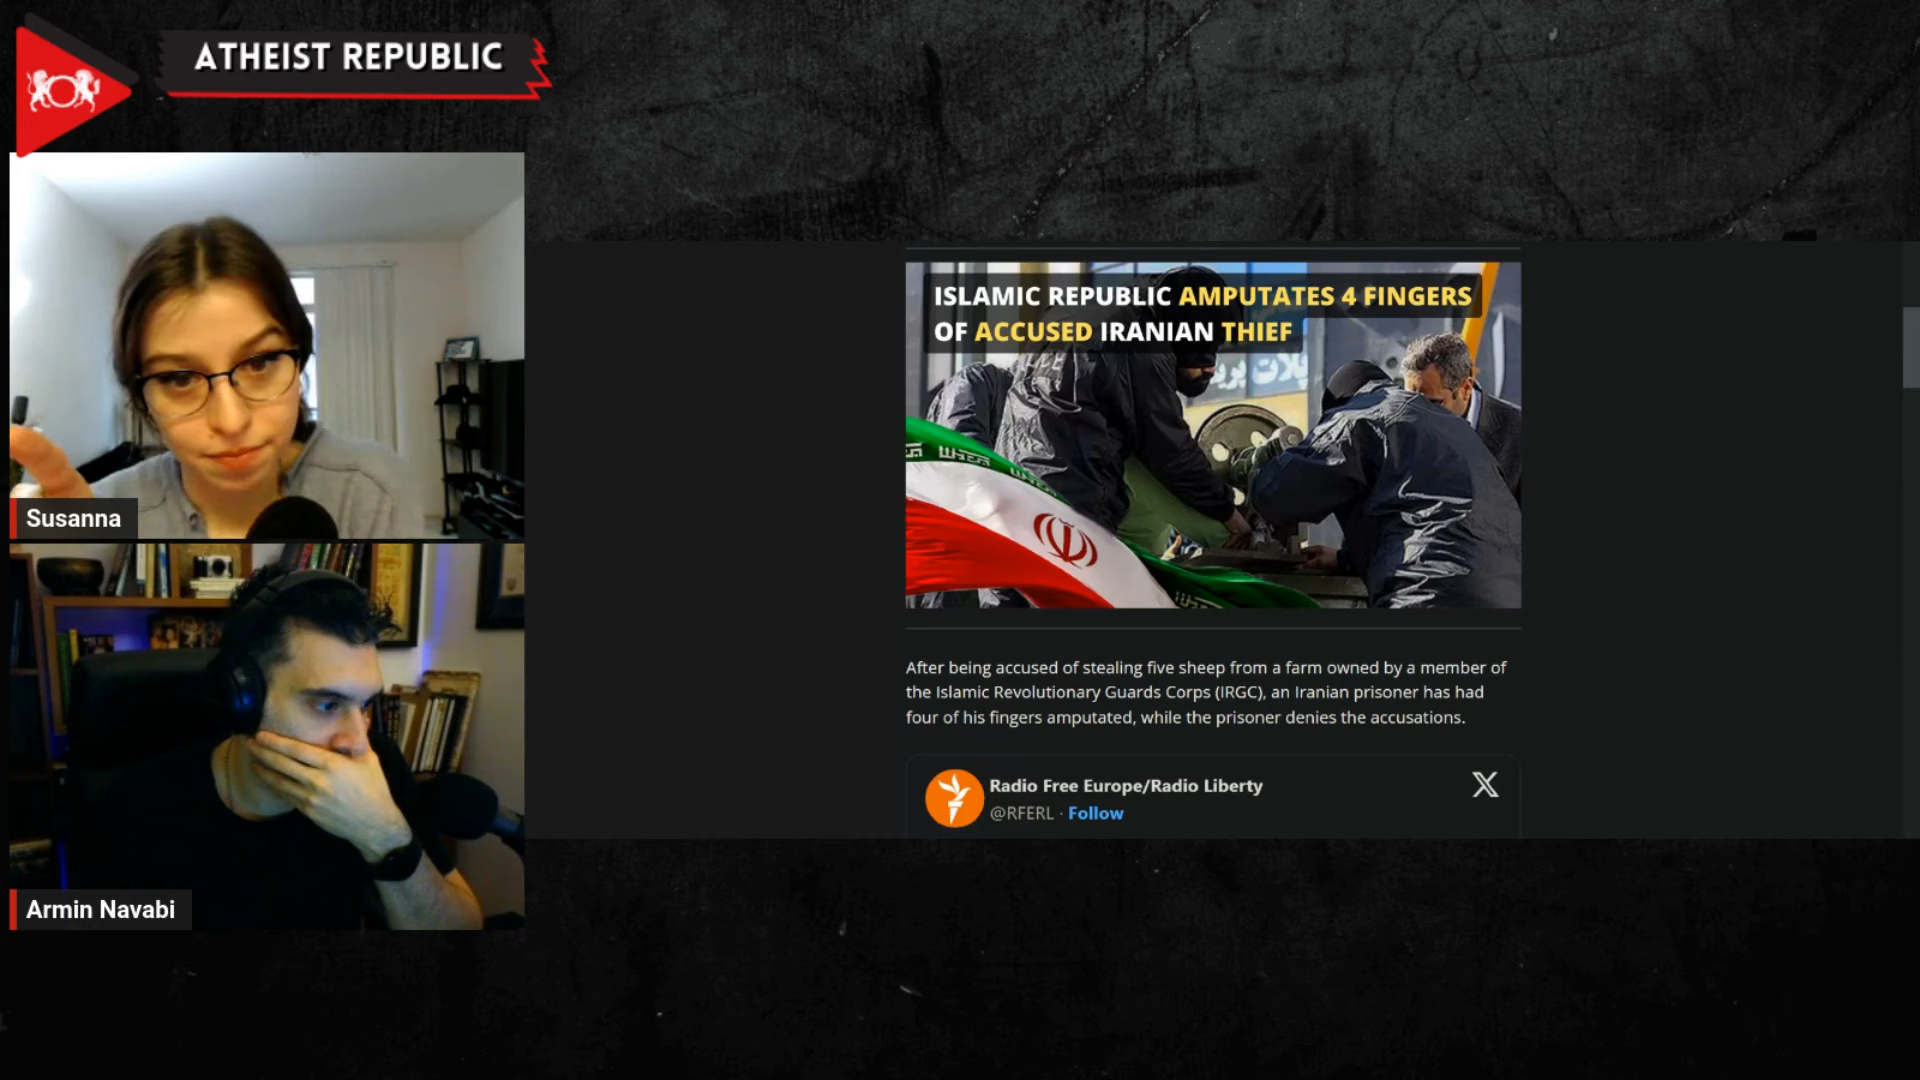 ATHEIST REPUBLIC
Susanna
Armin Navabi
ISLAMIC REPUBLIC AMPUTATES 4 FINGERS
OF ACCUSED IRANIAN THIEF
After being accused of stealing five sheep from a farm owned by a member of
the Islamic Revolutionary Guards Corps (IRGC), an Iranian prisoner has had
four of his fingers amputated, while the prisoner denies the accusations.
Radio Free Europe/Radio Liberty
@RFERL · Follow